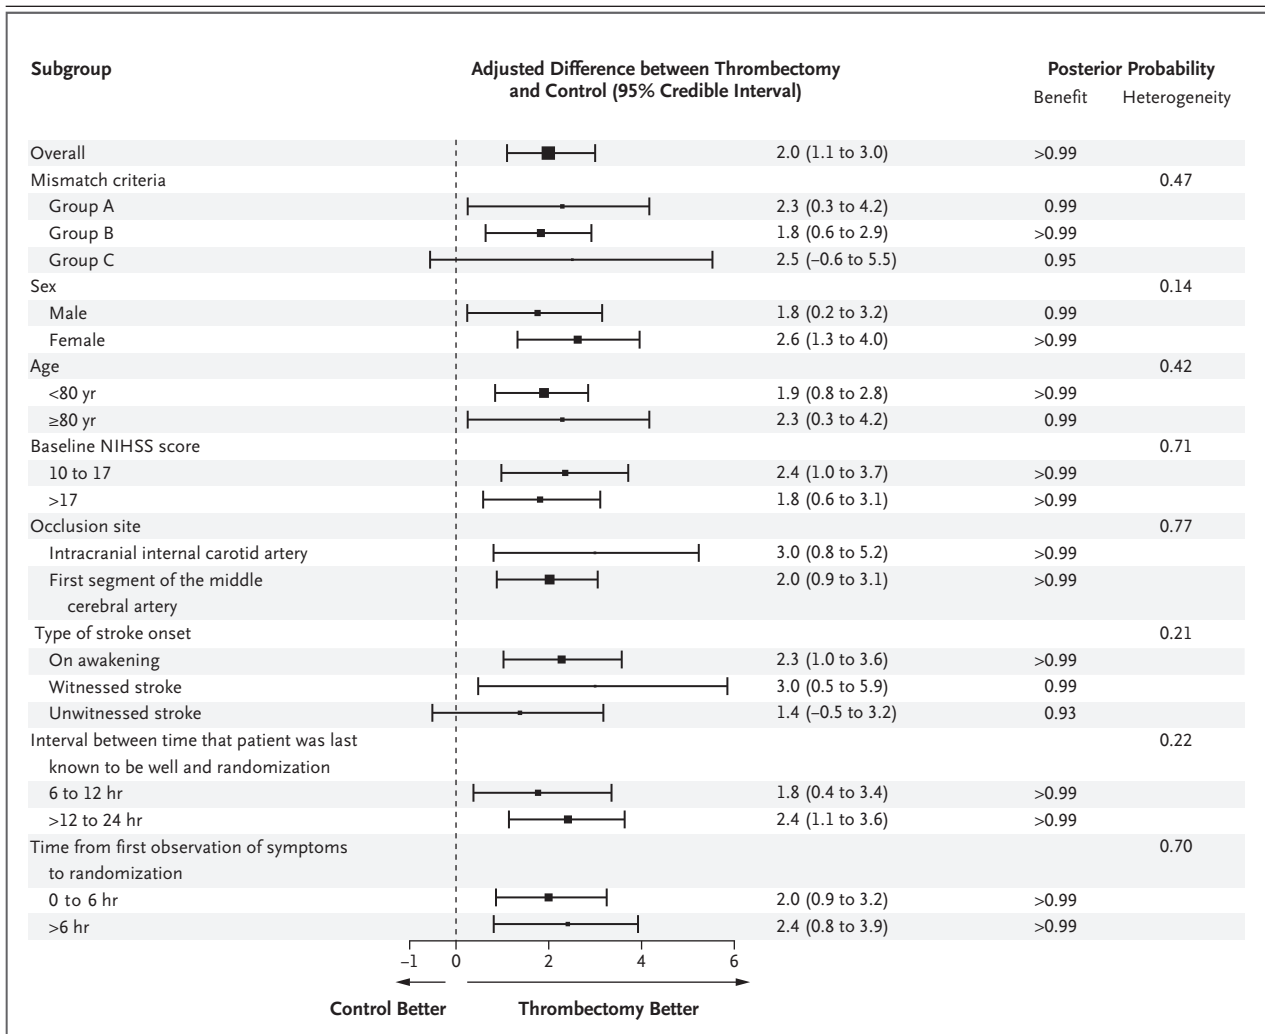 Subgroup Adjusted Difference between Thrombectomy Posterior Probability
and Control (95% Credible Interval) Benefit Heterogeneity
Overall 2.0 (1.1 to 3.0) >0.99
Mismatch criteria 0.47
Group A 2.3 (0.3 to 4.2) 0.99
Group B 1.8 (0.6 to 2.9) >0.99
Group C 2.5 (–0.6 to 5.5) 0.95
Sex 0.14
Male 1.8 (0.2 to 3.2) 0.99
Female 2.6 (1.3 to 4.0) >0.99
Age 0.42
<80 yr 1.9 (0.8 to 2.8) >0.99
≥80 yr 2.3 (0.3 to 4.2) 0.99
Baseline NIHSS score 0.71
10 to 17 2.4 (1.0 to 3.7) >0.99
>17 1.8 (0.6 to 3.1) >0.99
Occlusion site 0.77
Intracranial internal carotid artery 3.0 (0.8 to 5.2) >0.99
First segment of the middle 2.0 (0.9 to 3.1) >0.99
cerebral artery
Type of stroke onset 0.21
On awakening 2.3 (1.0 to 3.6) >0.99
Witnessed stroke 3.0 (0.5 to 5.9) 0.99
Unwitnessed stroke 1.4 (–0.5 to 3.2) 0.93
Interval between time that patient was last 0.22
known to be well and randomization
6 to 12 hr 1.8 (0.4 to 3.4) >0.99
>12 to 24 hr 2.4 (1.1 to 3.6) >0.99
Time from first observation of symptoms 0.70
to randomization
0 to 6 hr 2.0 (0.9 to 3.2) >0.99
>6 hr 2.4 (0.8 to 3.9) >0.99
–1 0 2 4 6
Control Better Thrombectomy Better